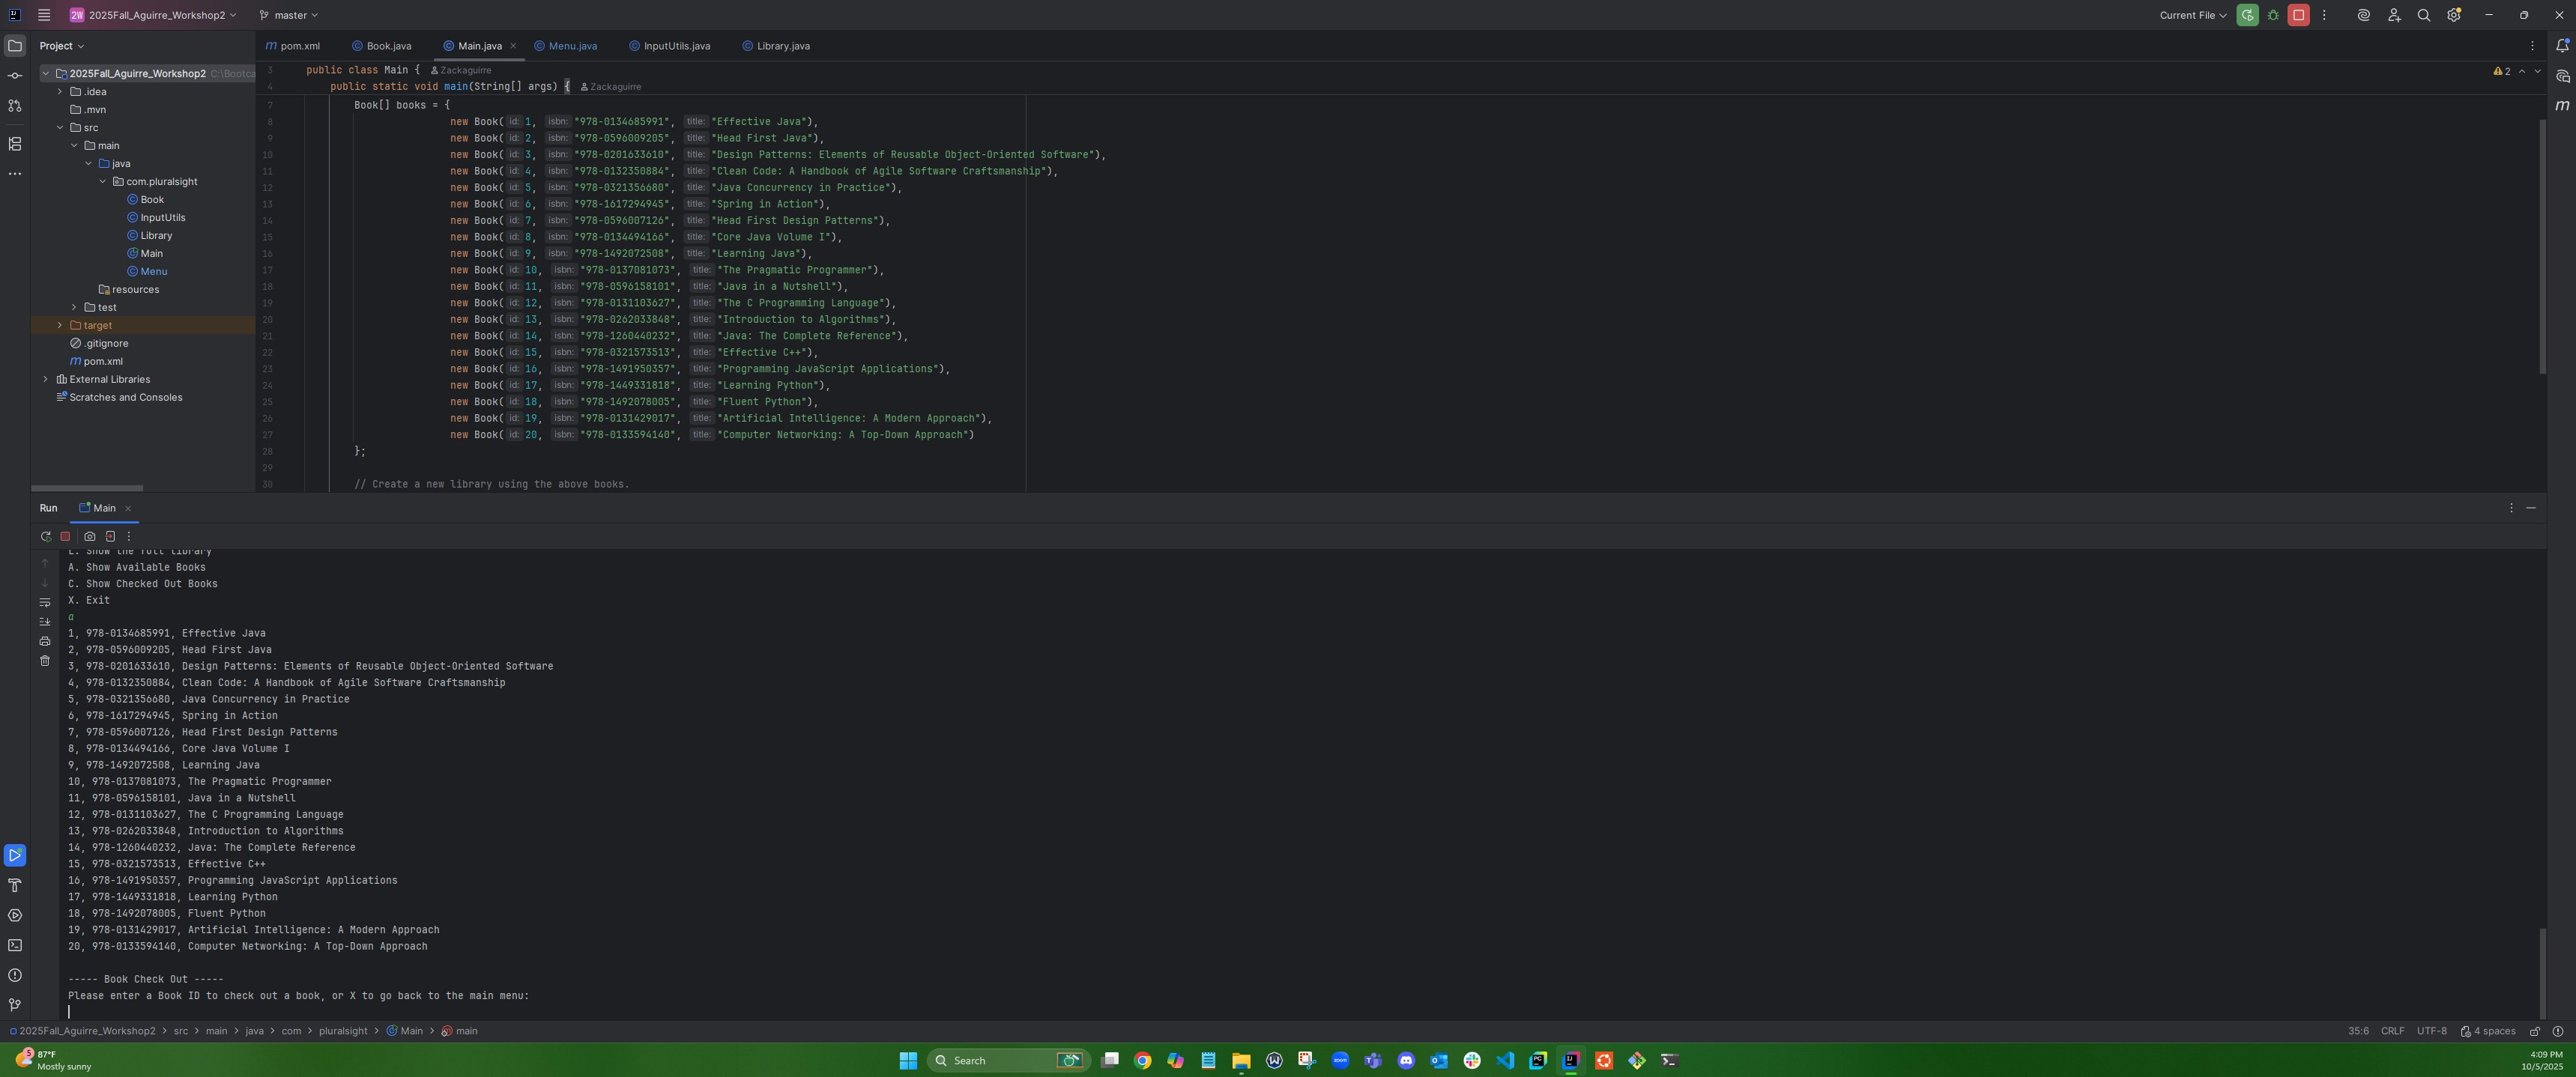 2W 2025Fall_Aguirre_Workshop2 master Current File
Project
pom.xml Book.java Main.java Menu.java InputUtils.java Library.java
2025Fall_Aguirre_Workshop2 C:\Bootca
.idea
.mvn
src
main
java
com.pluralsight
Book
InputUtils
Library
Main
Menu
resources
test
target
.gitignore
pom.xml
External Libraries
Scratches and Consoles
2
3 public class Main { Zackaguirre
4 public static void main(String[] args) { Zackaguirre
7 Book[] books = {
8 new Book( id: 1, isbn: "978-0134685991", title: "Effective Java"),
9 new Book( id: 2, isbn: "978-0596009205", title: "Head First Java"),
10 new Book( id: 3, isbn: "978-0201633610", title: "Design Patterns: Elements of Reusable Object-Oriented Software"),
11 new Book( id: 4, isbn: "978-0132350884", title: "Clean Code: A Handbook of Agile Software Craftsmanship"),
12 new Book( id: 5, isbn: "978-0321356680", title: "Java Concurrency in Practice"),
13 new Book( id: 6, isbn: "978-1617294945", title: "Spring in Action"),
14 new Book( id: 7, isbn: "978-0596007126", title: "Head First Design Patterns"),
15 new Book( id: 8, isbn: "978-0134494166", title: "Core Java Volume I"),
16 new Book( id: 9, isbn: "978-1492072508", title: "Learning Java"),
17 new Book( id: 10, isbn: "978-0137081073", title: "The Pragmatic Programmer"),
18 new Book( id: 11, isbn: "978-0596158101", title: "Java in a Nutshell"),
19 new Book( id: 12, isbn: "978-0131103627", title: "The C Programming Language"),
20 new Book( id: 13, isbn: "978-0262033848", title: "Introduction to Algorithms"),
21 new Book( id: 14, isbn: "978-1260440232", title: "Java: The Complete Reference"),
22 new Book( id: 15, isbn: "978-0321573513", title: "Effective C++"),
23 new Book( id: 16, isbn: "978-1491950357", title: "Programming JavaScript Applications"),
24 new Book( id: 17, isbn: "978-1449331818", title: "Learning Python"),
25 new Book( id: 18, isbn: "978-1492078005", title: "Fluent Python"),
26 new Book( id: 19, isbn: "978-0131429017", title: "Artificial Intelligence: A Modern Approach"),
27 new Book( id: 20, isbn: "978-0133594140", title: "Computer Networking: A Top-Down Approach")
28 };
29
30 // Create a new library using the above books.
Run Main
L. Show the full library
A. Show Available Books
C. Show Checked Out Books
X. Exit
a
1, 978-0134685991, Effective Java
2, 978-0596009205, Head First Java
3, 978-0201633610, Design Patterns: Elements of Reusable Object-Oriented Software
4, 978-0132350884, Clean Code: A Handbook of Agile Software Craftsmanship
5, 978-0321356680, Java Concurrency in Practice
6, 978-1617294945, Spring in Action
7, 978-0596007126, Head First Design Patterns
8, 978-0134494166, Core Java Volume I
9, 978-1492072508, Learning Java
10, 978-0137081073, The Pragmatic Programmer
11, 978-0596158101, Java in a Nutshell
12, 978-0131103627, The C Programming Language
13, 978-0262033848, Introduction to Algorithms
14, 978-1260440232, Java: The Complete Reference
15, 978-0321573513, Effective C++
16, 978-1491950357, Programming JavaScript Applications
17, 978-1449331818, Learning Python
18, 978-1492078005, Fluent Python
19, 978-0131429017, Artificial Intelligence: A Modern Approach
20, 978-0133594140, Computer Networking: A Top-Down Approach
----- Book Check Out -----
Please enter a Book ID to check out a book, or X to go back to the main menu:
2025Fall_Aguirre_Workshop2 src main java com pluralsight Main main 35:6 CRLF UTF-8 4 spaces
5 87°F
Mostly sunny
Search
4:09 PM
10/5/2025